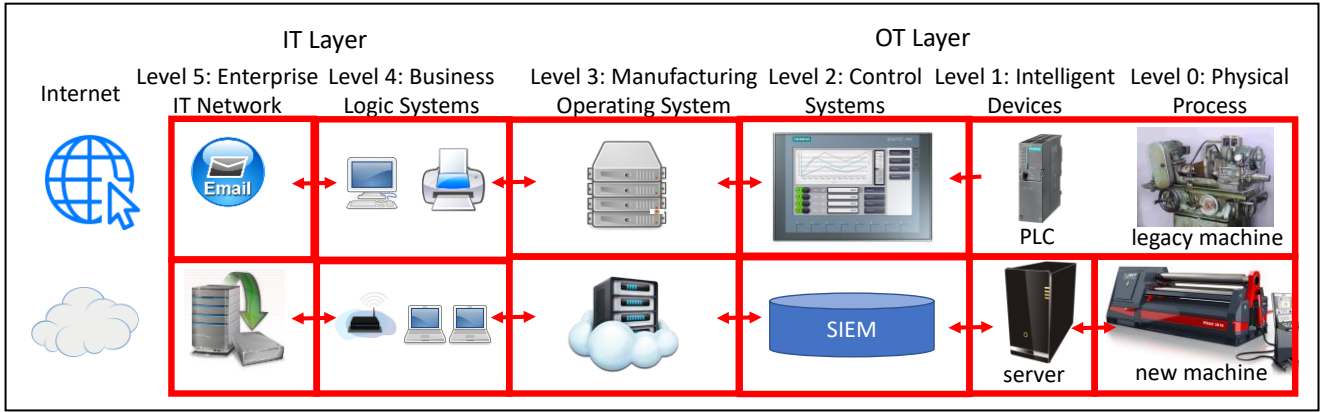 IT Layer
OT Layer
Internet
Level 5: Enterprise
IT Network
Level 4: Business
Logic Systems
Level 3: Manufacturing
Operating System
Level 2: Control
Systems
Level 1: Intelligent
Devices
Level 0: Physical
Process
Email
SIEMENS
PLC
legacy machine
SIEM
server
new machine